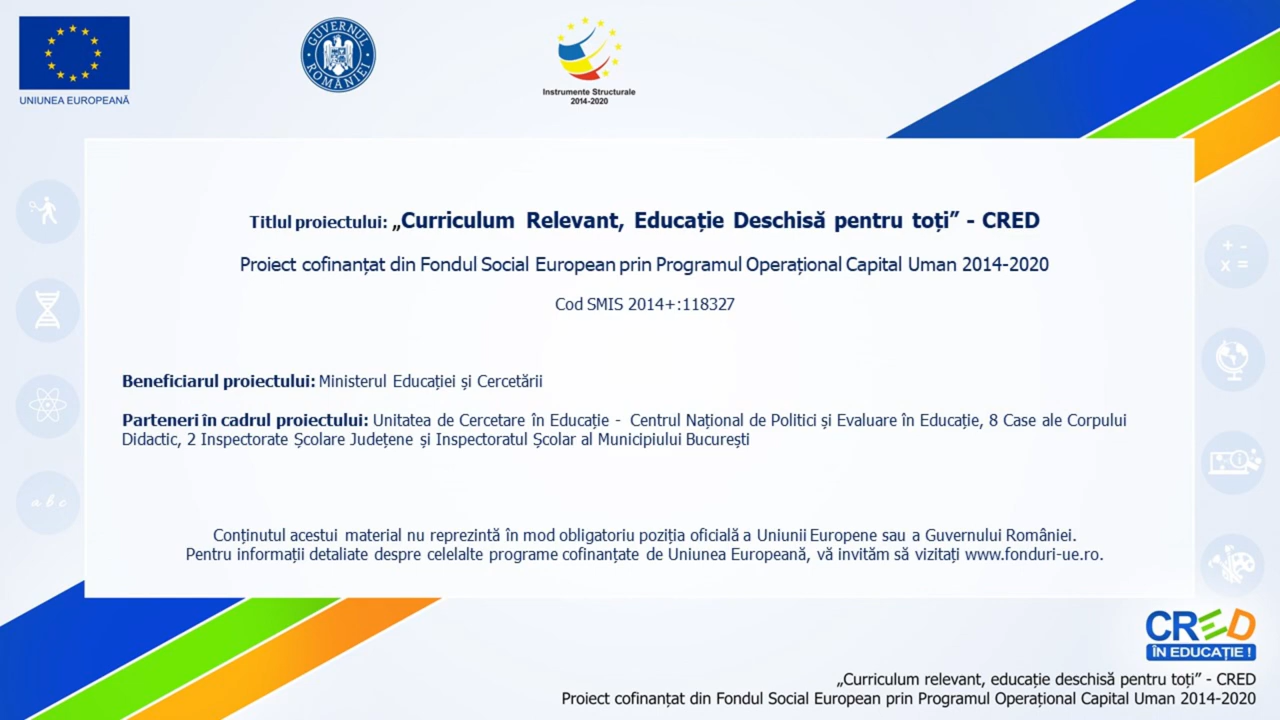 UNIUNEA EUROPEANĂ
GUVERNUL ROMÂNIEI
Instrumente Structurale
2014-2020
Titlul proiectului: „Curriculum Relevant, Educație Deschisă pentru toți” - CRED
Proiect cofinanțat din Fondul Social European prin Programul Operațional Capital Uman 2014-2020
Cod SMIS 2014+:118327
Beneficiarul proiectului: Ministerul Educației și Cercetării
Parteneri în cadrul proiectului: Unitatea de Cercetare în Educație - Centrul Național de Politici și Evaluare în Educație, 8 Case ale Corpului
Didactic, 2 Inspectorate Școlare Județene și Inspectoratul Școlar al Municipiului București
Conținutul acestui material nu reprezintă în mod obligatoriu poziția oficială a Uniunii Europene sau a Guvernului României.
Pentru informații detaliate despre celelalte programe cofinanțate de Uniunea Europeană, vă invităm să vizitați www.fonduri-ue.ro.
+ -
x =
a b c
CRED
ÎN EDUCAȚIE !
„Curriculum relevant, educație deschisă pentru toți” - CRED
Proiect cofinanțat din Fondul Social European prin Programul Operațional Capital Uman 2014-2020